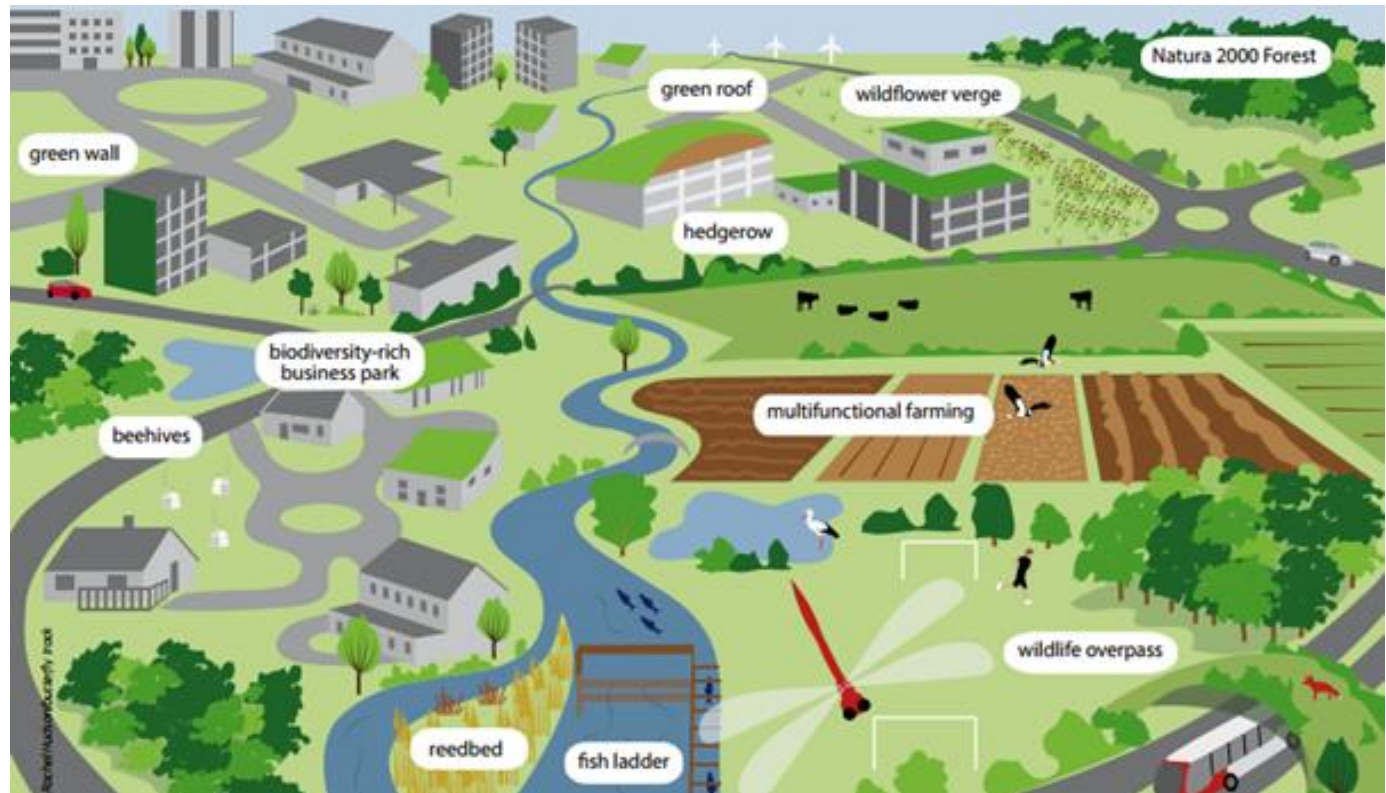 Natura 2000 Forest
green roof
wildflower verge
green wall
hedgerow
biodiversity-rich
business park
multifunctional farming
beehives
wildlife overpass
reedbed
fish ladder